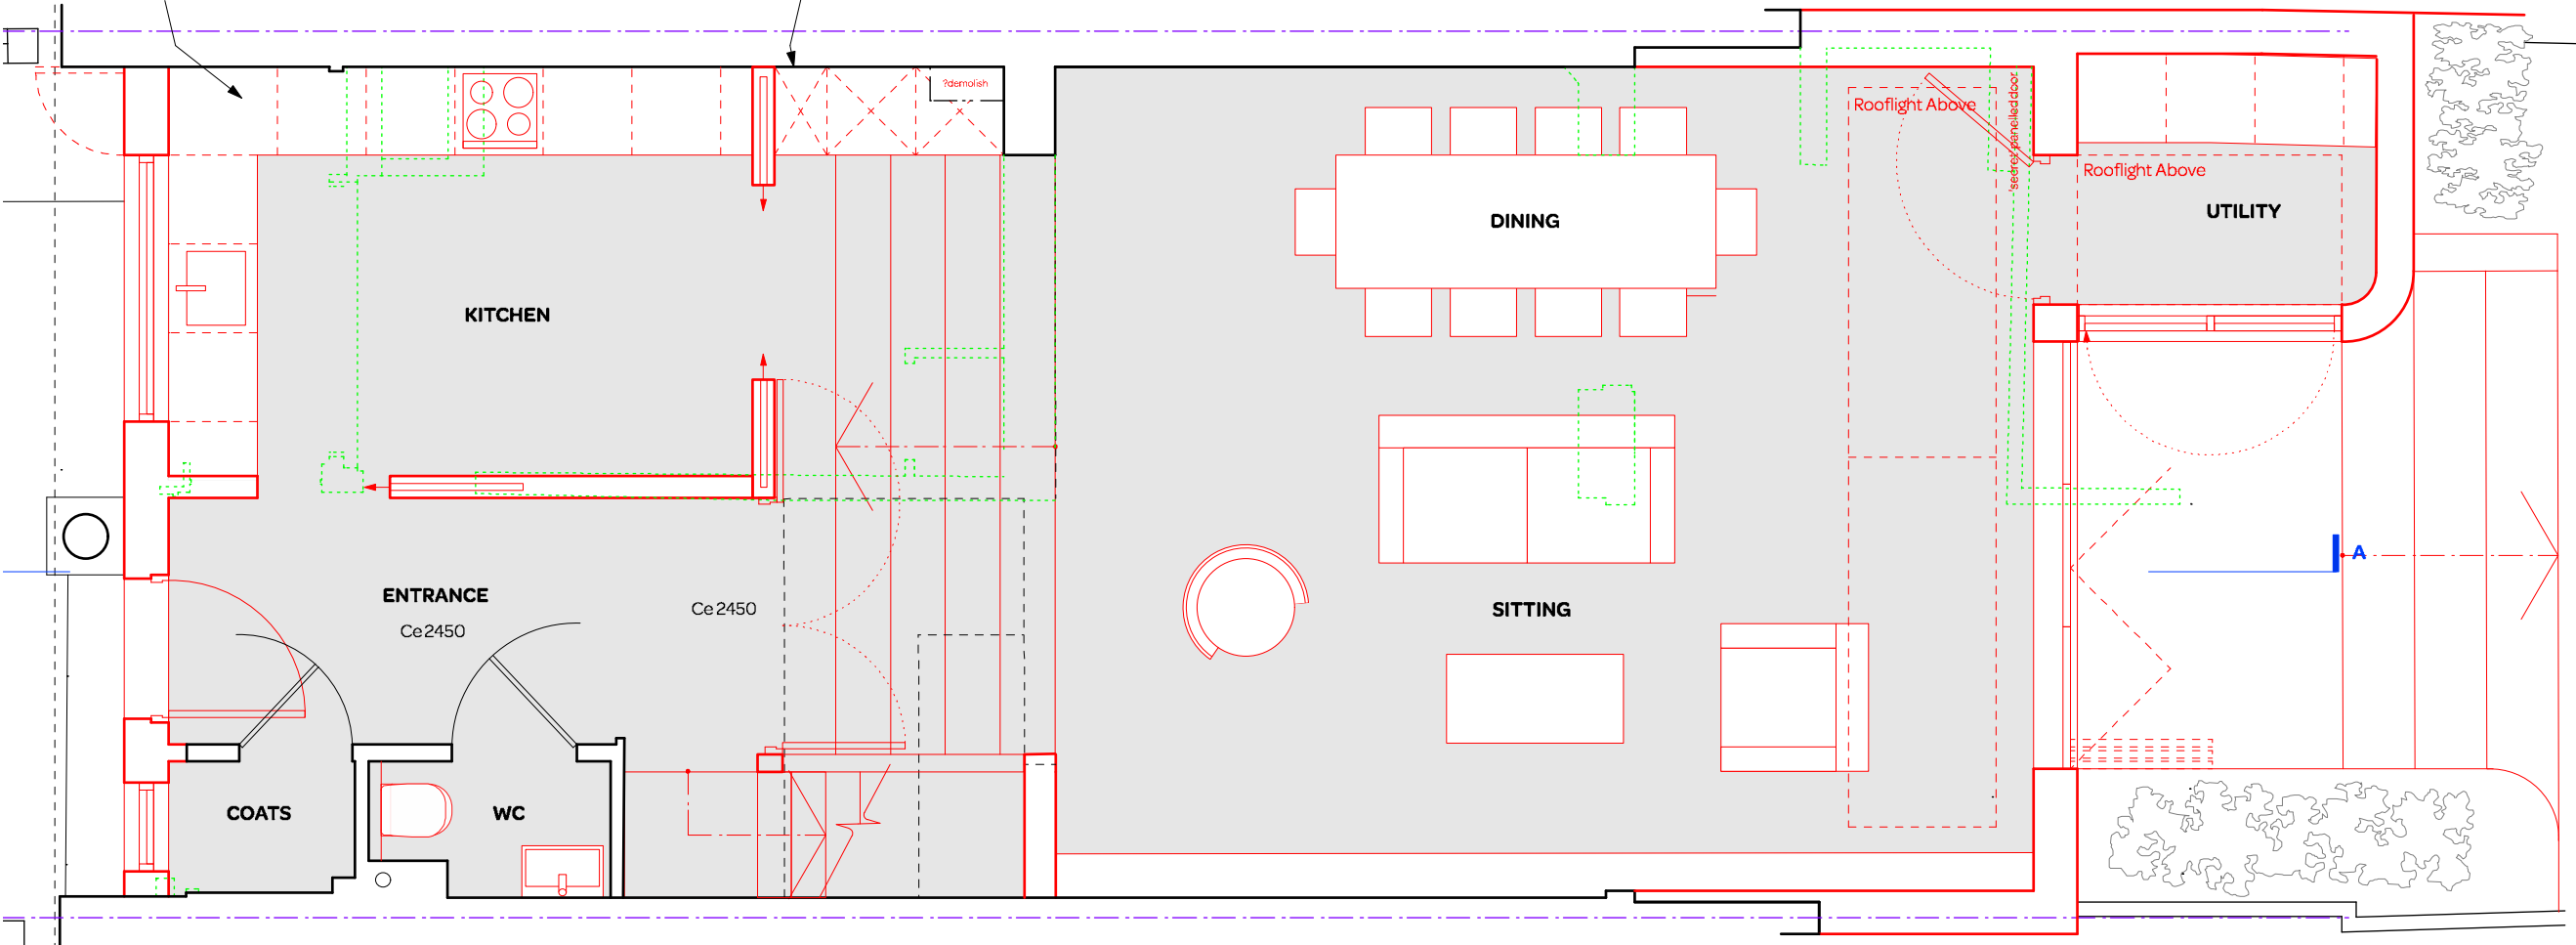 ?demolish
Rooflight Above
'secret' panelled door
Rooflight Above
UTILITY
DINING
KITCHEN
A
ENTRANCE
Ce 2450
Ce 2450
SITTING
COATS
WC